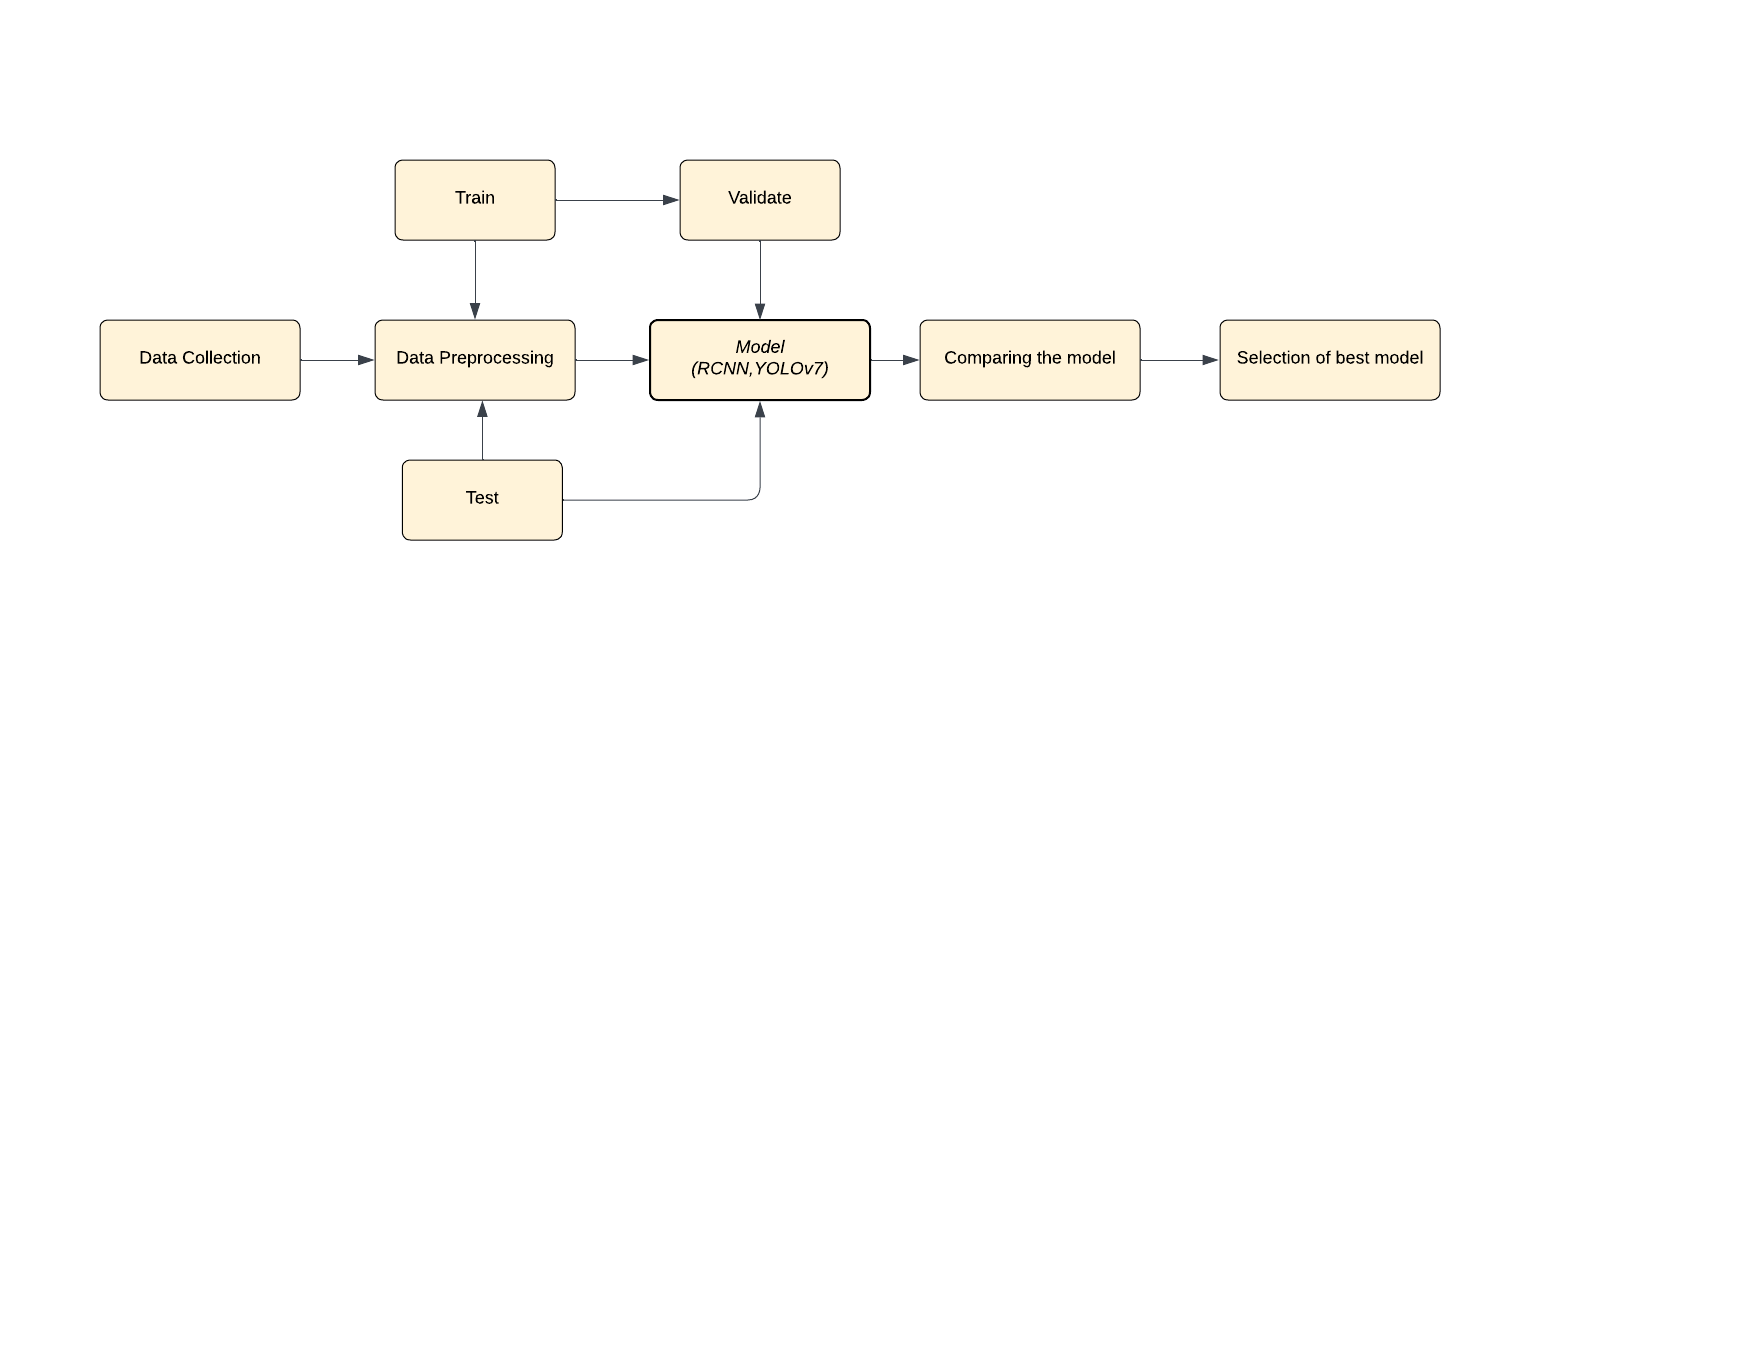 Train
Validate
Data Collection
Data Preprocessing
Model
(RCNN,YOLOv7)
Comparing the model
Selection of best model
Test